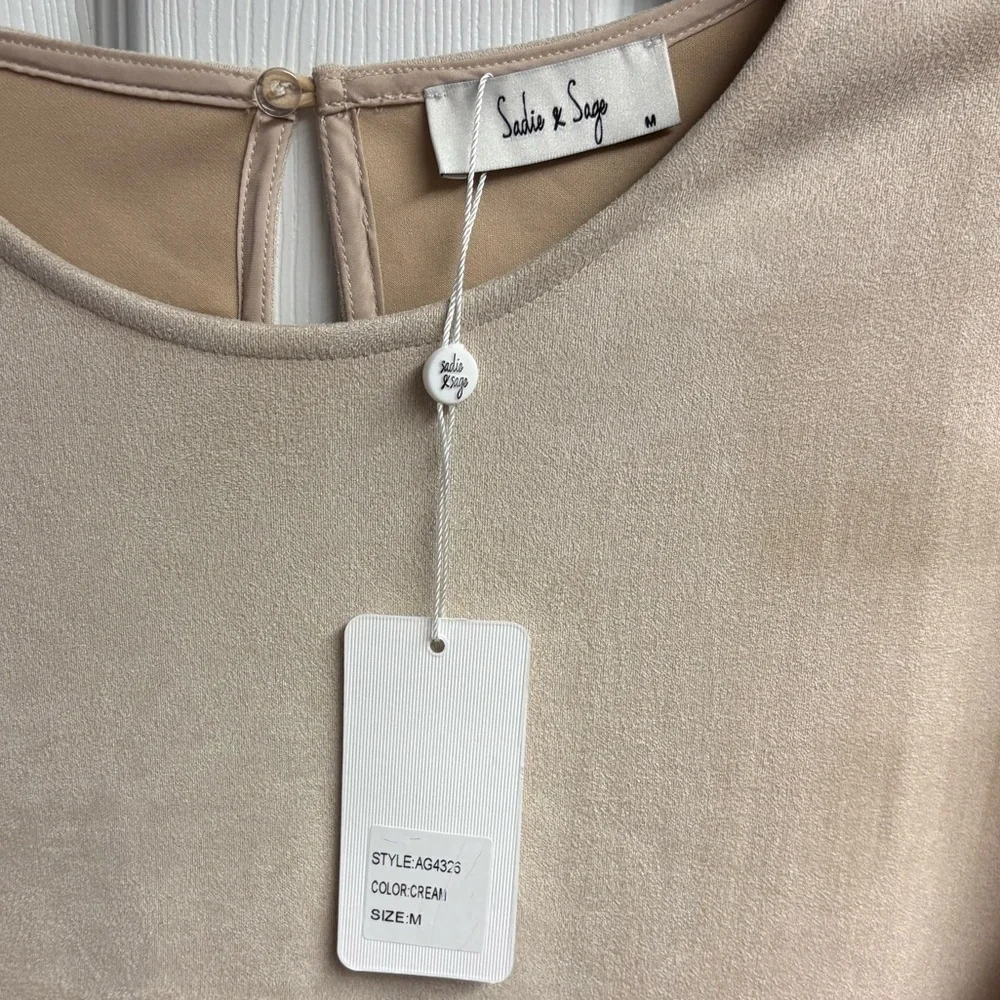 Sadie & Sage
M
sadie
& sage
STYLE:AG4326
COLOR:CREAM
SIZE:M